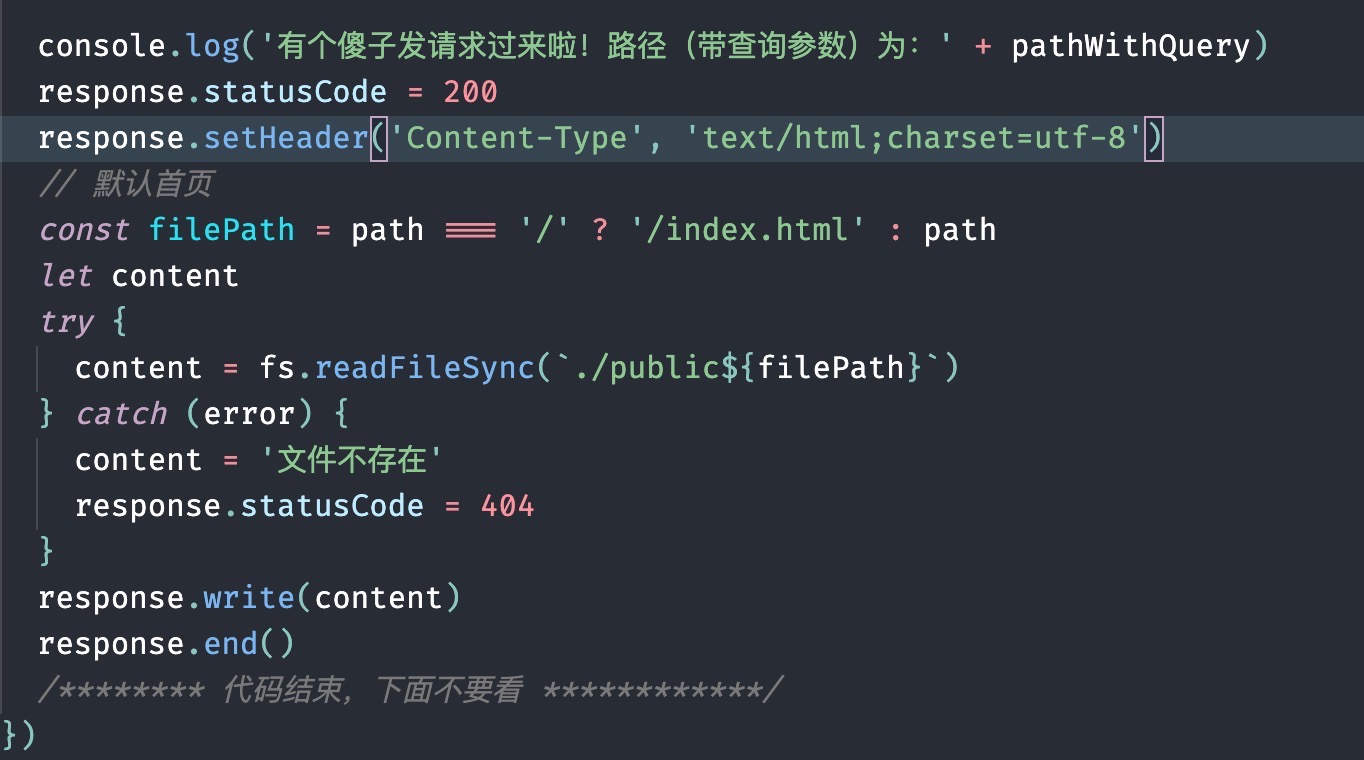 console.log('有个傻子发请求过来啦！路径（带查询参数）为：' + pathWithQuery)
response.statusCode = 200
response.setHeader('Content-Type', 'text/html;charset=utf-8')
// 默认首页
const filePath = path === '/' ? '/index.html' : path
let content
try {
content = fs.readFileSync(`./public${filePath}`)
} catch (error) {
content = '文件不存在'
response.statusCode = 404
}
response.write(content)
response.end()
/******** 代码结束，下面不要看 ************/
})